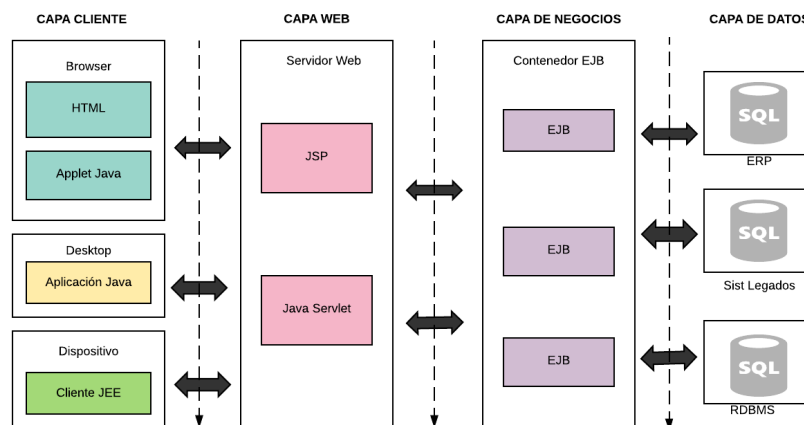 CAPA CLIENTE
CAPA WEB
CAPA DE NEGOCIOS
CAPA DE DATOS
Browser
HTML
Applet Java
Desktop
Aplicación Java
Dispositivo
Cliente JEE
Servidor Web
JSP
Java Servlet
Contenedor EJB
EJB
EJB
EJB
SQL
ERP
SQL
Sist Legados
SQL
RDBMS